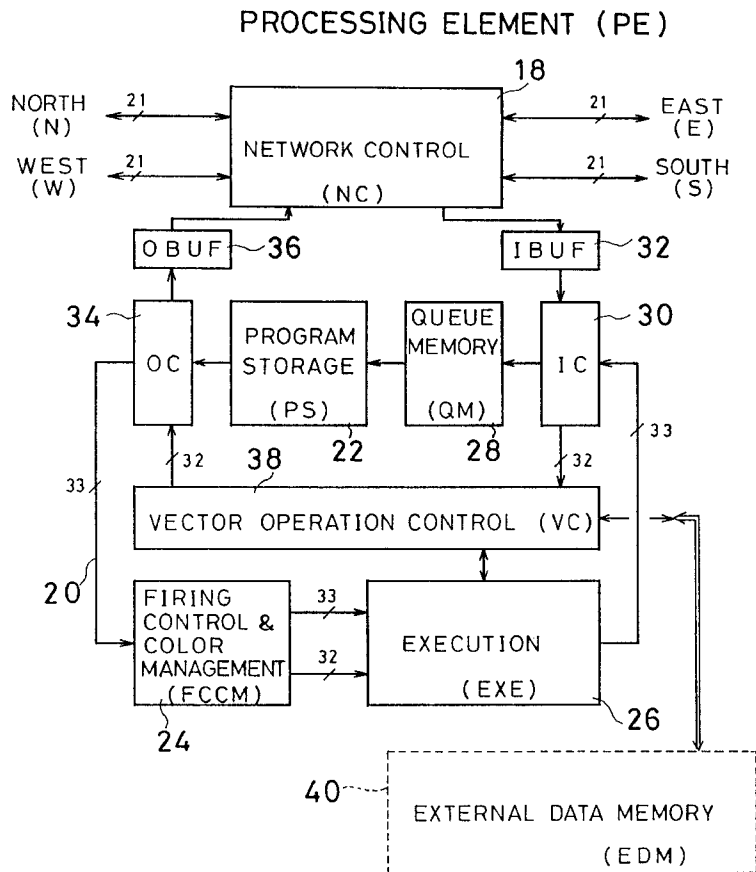 PROCESSING ELEMENT (PE)
18
NORTH
(N)
21
21
EAST
(E)
WEST
(W)
21
NETWORK CONTROL
(NC)
21
SOUTH
(S)
OBUF
36
IBUF
32
34
OC
PROGRAM
STORAGE
(PS)
22
QUEUE
MEMORY
(QM)
28
30
IC
33
32
38
32
33
VECTOR OPERATION CONTROL (VC)
20
FIRING
CONTROL &
COLOR
MANAGEMENT
(FCCM)
24
33
32
EXECUTION
(EXE)
26
40
EXTERNAL DATA MEMORY
(EDM)